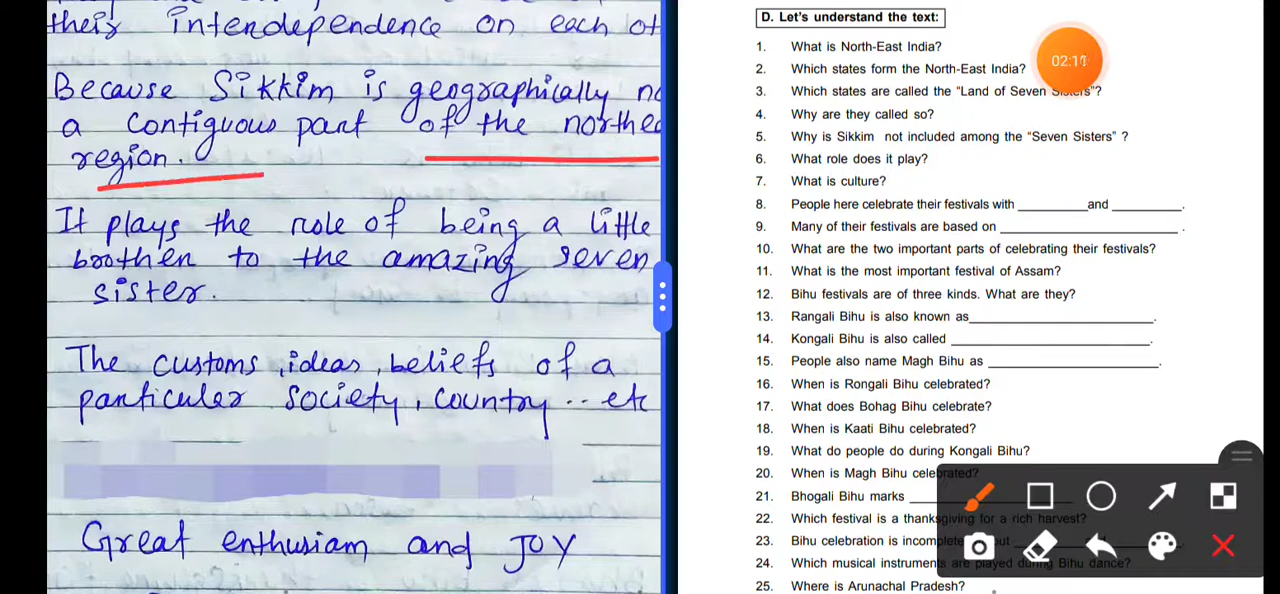 their interdependence on each ot
Because Sikkim is geographically no
a contiguous part of the northea
region.
It plays the role of being a little
brother to the amazing seven
sister.
The customs, ideas, beliefs of a
particuler society, country... etc
Great enthusiam and JOY
D. Let's understand the text:
02:1
1. What is North-East India?
2. Which states form the North-East India?
3. Which states are called the "Land of Seven Sisters"?
4. Why are they called so?
5. Why is Sikkim not included among the "Seven Sisters" ?
6. What role does it play?
7. What is culture?
8. People here celebrate their festivals with __________and __________.
9. Many of their festivals are based on __________________________ .
10. What are the two important parts of celebrating their festivals?
11. What is the most important festival of Assam?
12. Bihu festivals are of three kinds. What are they?
13. Rangali Bihu is also known as___________________________.
14. Kongali Bihu is also called _____________________________.
15. People also name Magh Bihu as _________________________.
16. When is Rongali Bihu celebrated?
17. What does Bohag Bihu celebrate?
18. When is Kaati Bihu celebrated?
19. What do people do during Kongali Bihu?
20. When is Magh Bihu celebrated?
21. Bhogali Bihu marks
22. Which festival is a thanksgiving for a rich harvest?
23. Bihu celebration is incomplete
24. Which musical instruments are played during Bihu dance?
25. Where is Arunachal Pradesh?